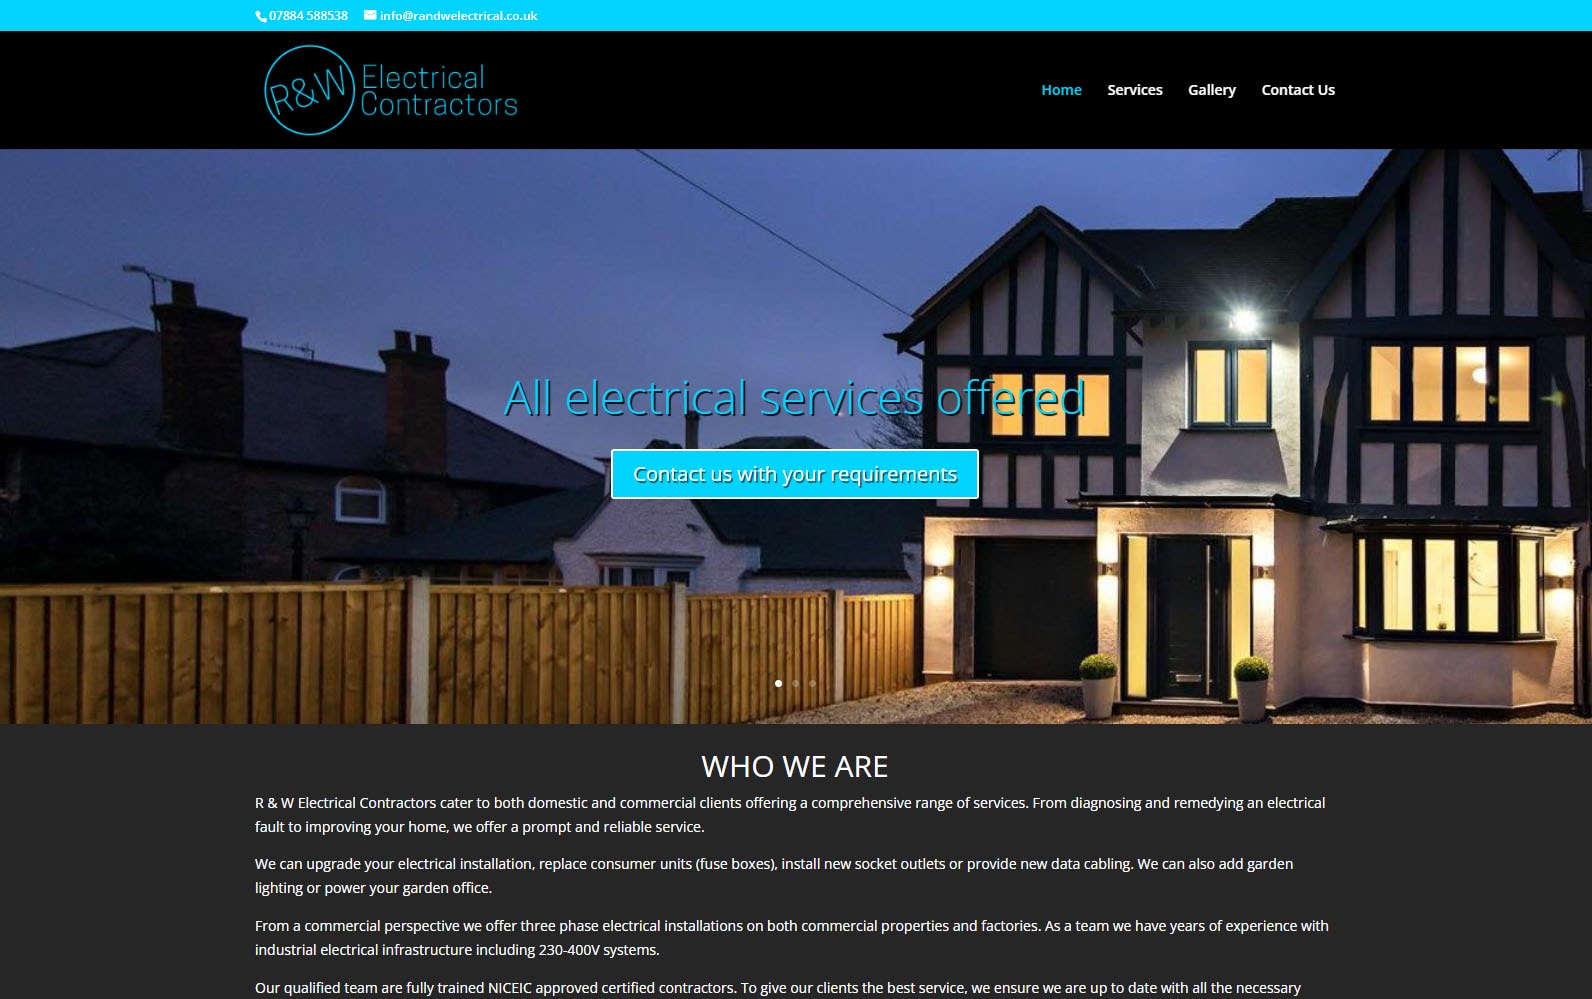 07884 588538 info@randwelectrical.co.uk
R&W Electrical
Contractors
Home Services Gallery Contact Us
All electrical services offered
Contact us with your requirements
WHO WE ARE
R & W Electrical Contractors cater to both domestic and commercial clients offering a comprehensive range of services. From diagnosing and remedying an electrical
fault to improving your home, we offer a prompt and reliable service.
We can upgrade your electrical installation, replace consumer units (fuse boxes), install new socket outlets or provide new data cabling. We can also add garden
lighting or power your garden office.
From a commercial perspective we offer three phase electrical installations on both commercial properties and factories. As a team we have years of experience with
industrial electrical infrastructure including 230-400V systems.
Our qualified team are fully trained NICEIC approved certified contractors. To give our clients the best service, we ensure we are up to date with all the necessary